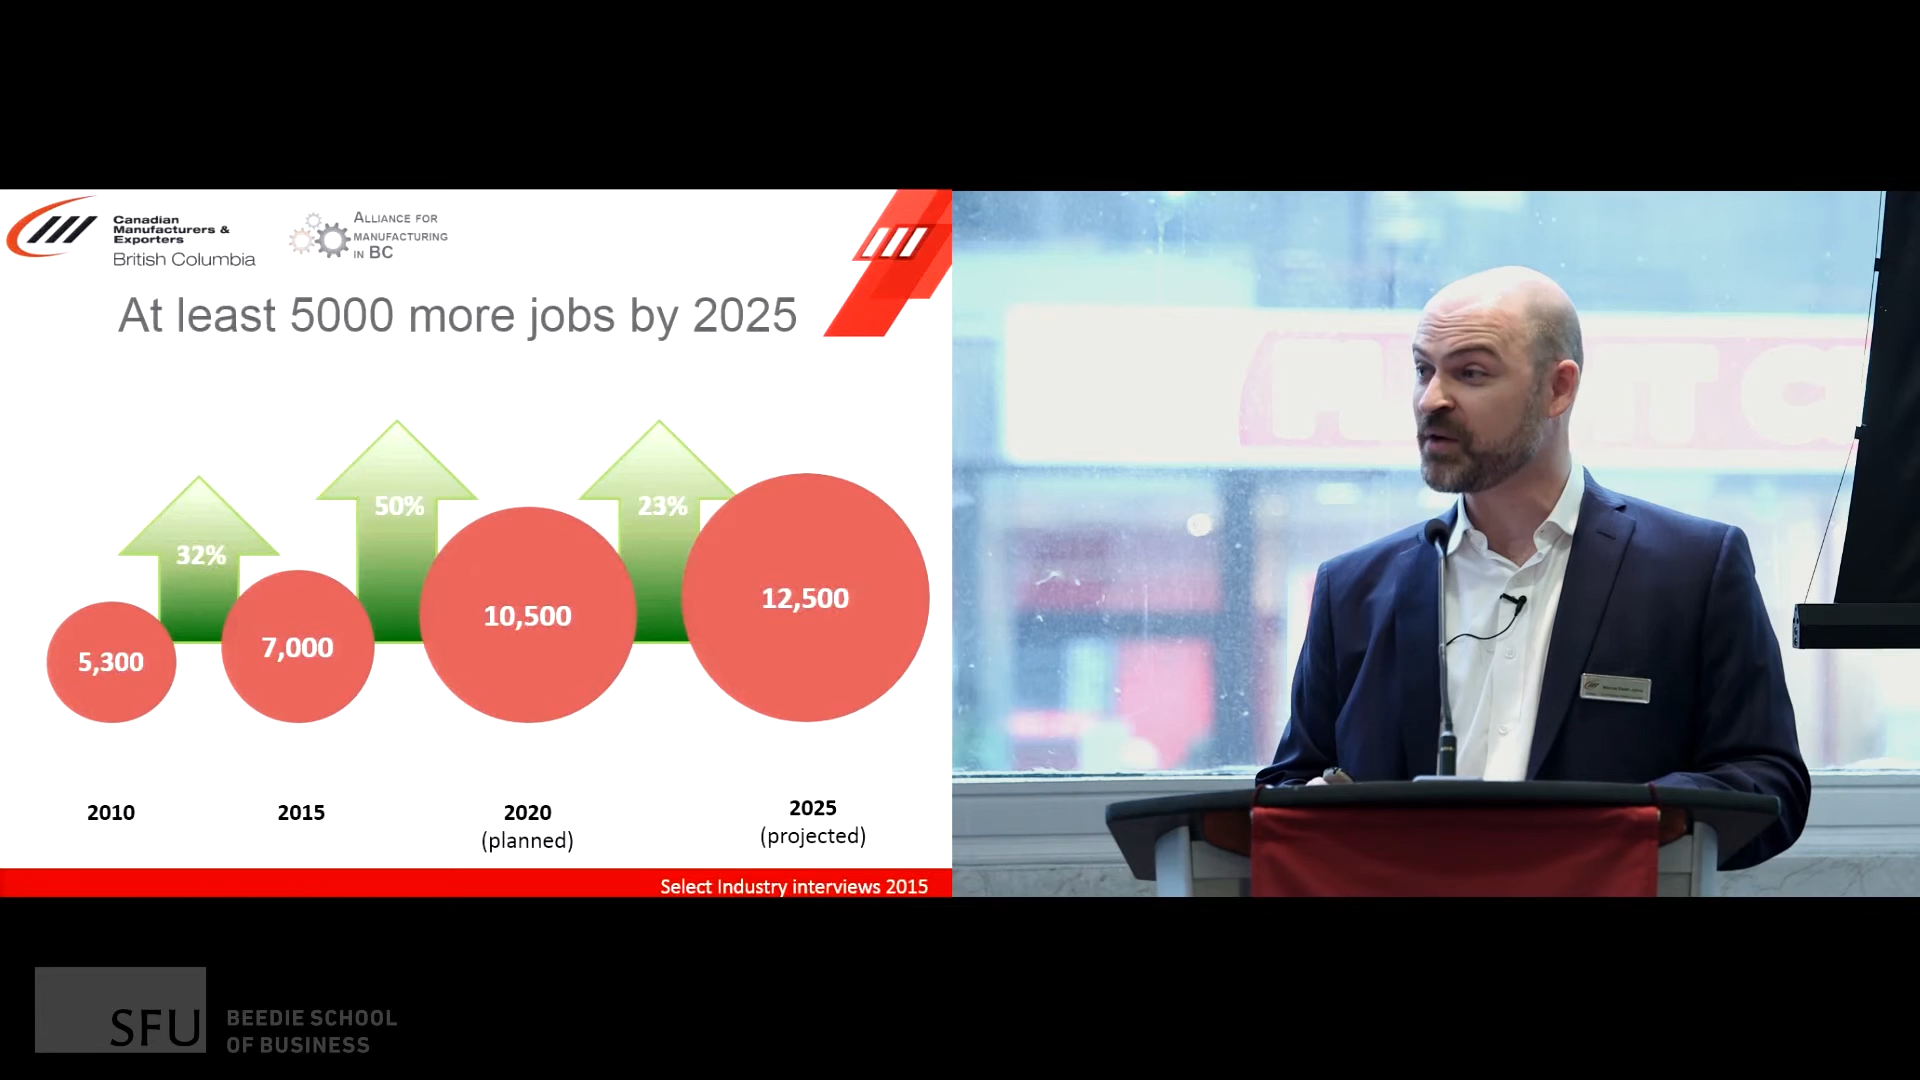 Canadian
Manufacturers &
Exporters
British Columbia
ALLIANCE FOR
MANUFACTURING
IN BC
At least 5000 more jobs by 2025
32%
50%
23%
5,300
7,000
10,500
12,500
2010
2015
2020
(planned)
2025
(projected)
Select Industry interviews 2015
SFU
BEEDIE SCHOOL
OF BUSINESS